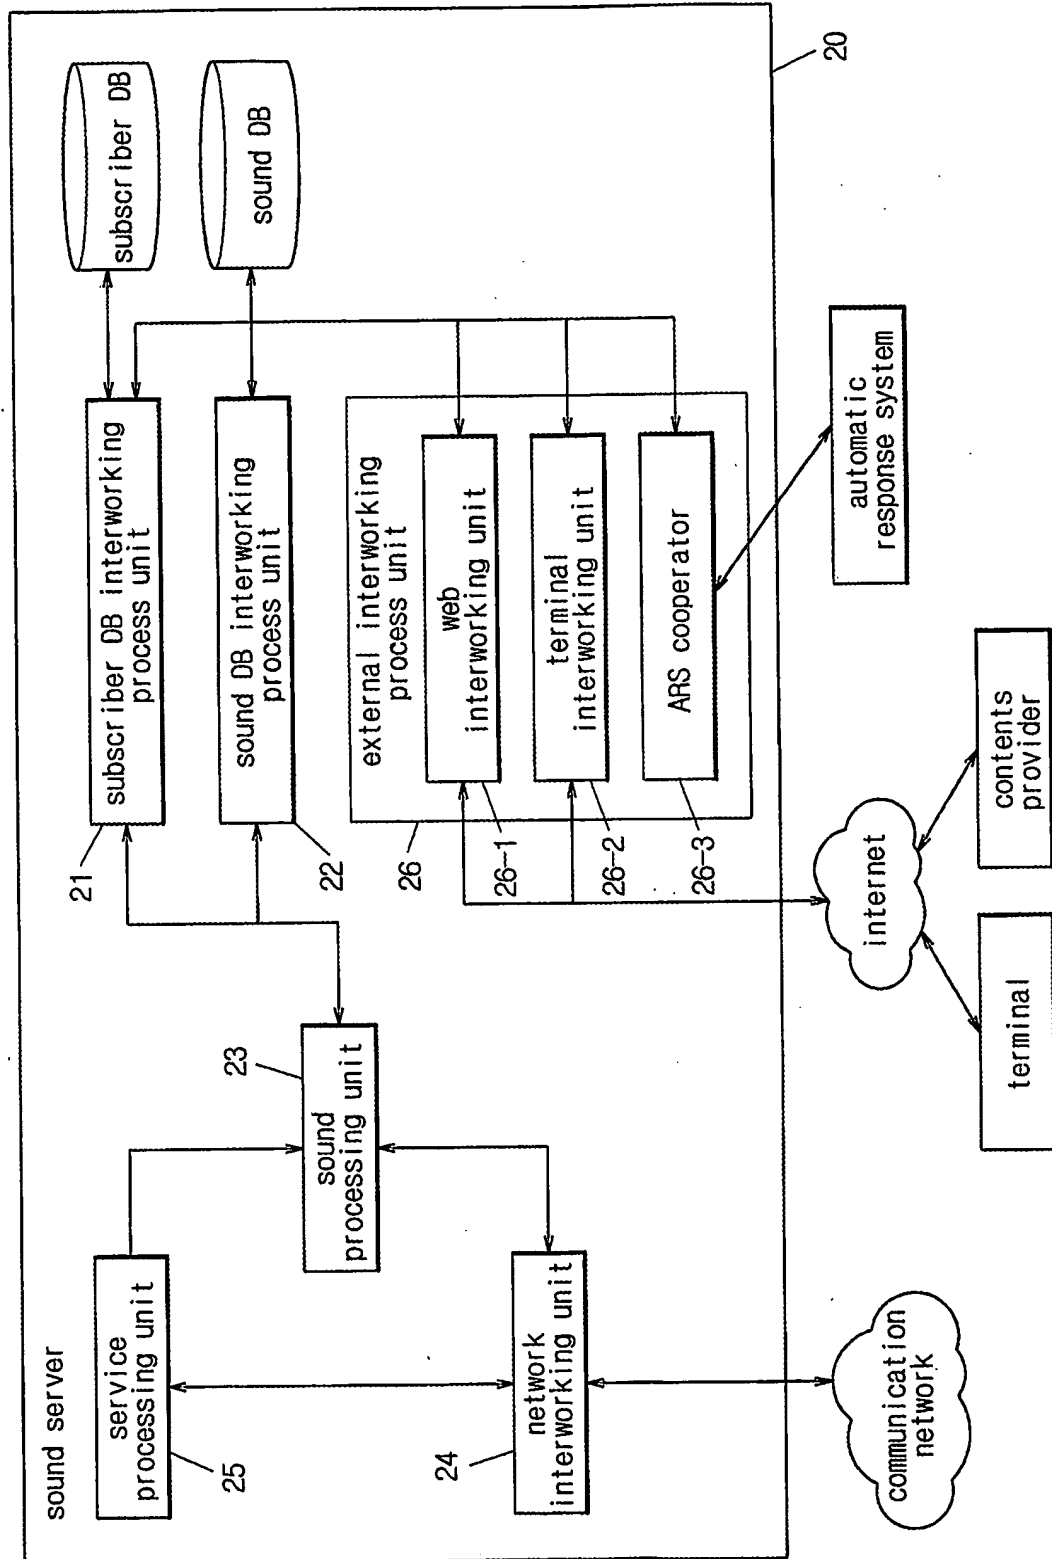 sound server
20
service
processing unit
25
sound
processing unit
23
network
interworking unit
24
subscriber DB interworking
process unit
21
sound DB interworking
process unit
22
subscriber DB
sound DB
external interworking
process unit
26
web
interworking unit
26-1
terminal
interworking unit
26-2
ARS cooperator
26-3
communication
network
internet
terminal
contents
provider
automatic
response system